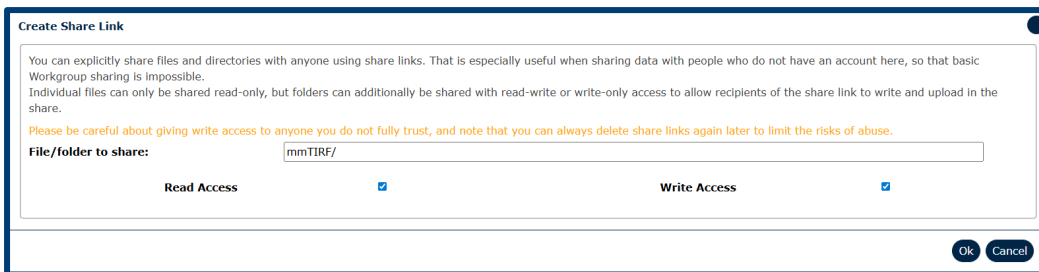 Create Share Link
You can explicitly share files and directories with anyone using share links. That is especially useful when sharing data with people who do not have an account here, so that basic
Workgroup sharing is impossible.
Individual files can only be shared read-only, but folders can additionally be shared with read-write or write-only access to allow recipients of the share link to write and upload in the
share.
Please be careful about giving write access to anyone you do not fully trust, and note that you can always delete share links again later to limit the risks of abuse.
File/folder to share: mmTIRF/
Read Access Write Access
Ok Cancel